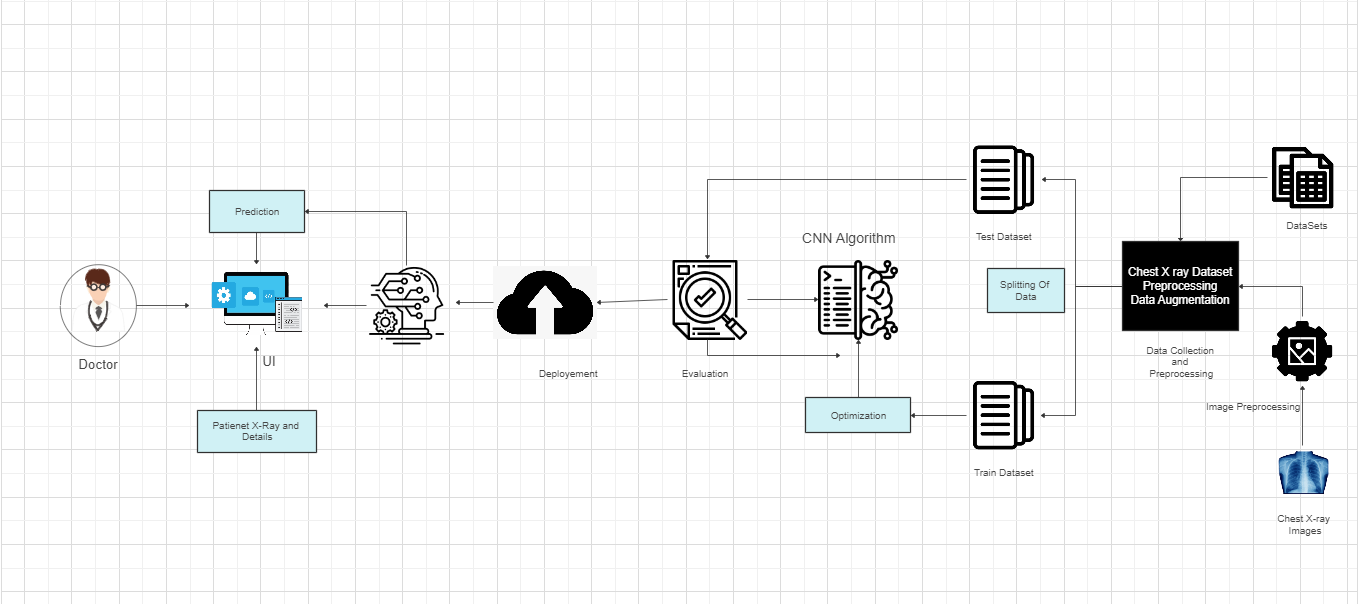 Prediction
Doctor
UI
Patienet X-Ray and
Details
Deployement
Evaluation
CNN Algorithm
Optimization
Test Dataset
Splitting Of
Data
Train Dataset
Chest X ray Dataset
Preprocessing
Data Augmentation
Data Collection
and
Preprocessing
DataSets
Image Preprocessing
Chest X-ray
Images